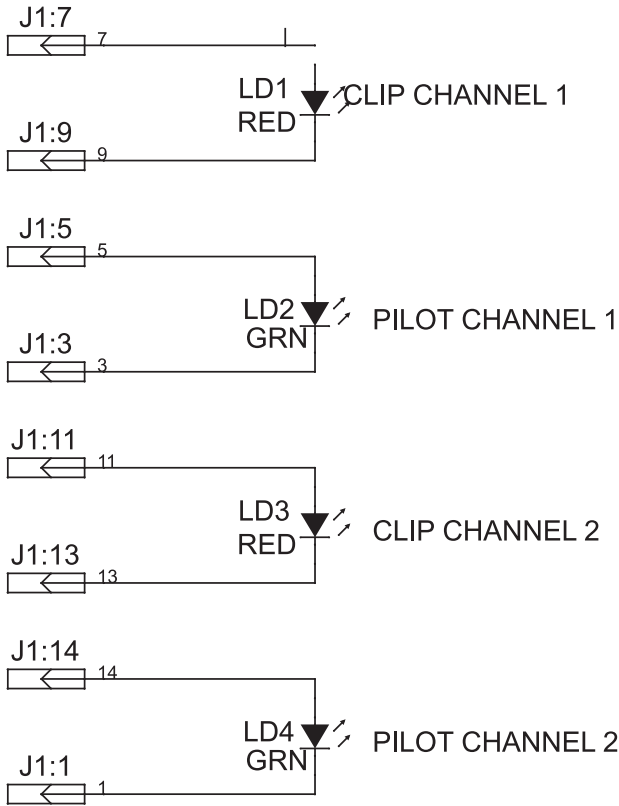 J1:7
7
LD1
CLIP CHANNEL 1
RED
J1:9
9
J1:5
5
LD2
PILOT CHANNEL 1
GRN
J1:3
3
J1:11
11
LD3
CLIP CHANNEL 2
RED
J1:13
13
J1:14
14
LD4
PILOT CHANNEL 2
GRN
J1:1
1